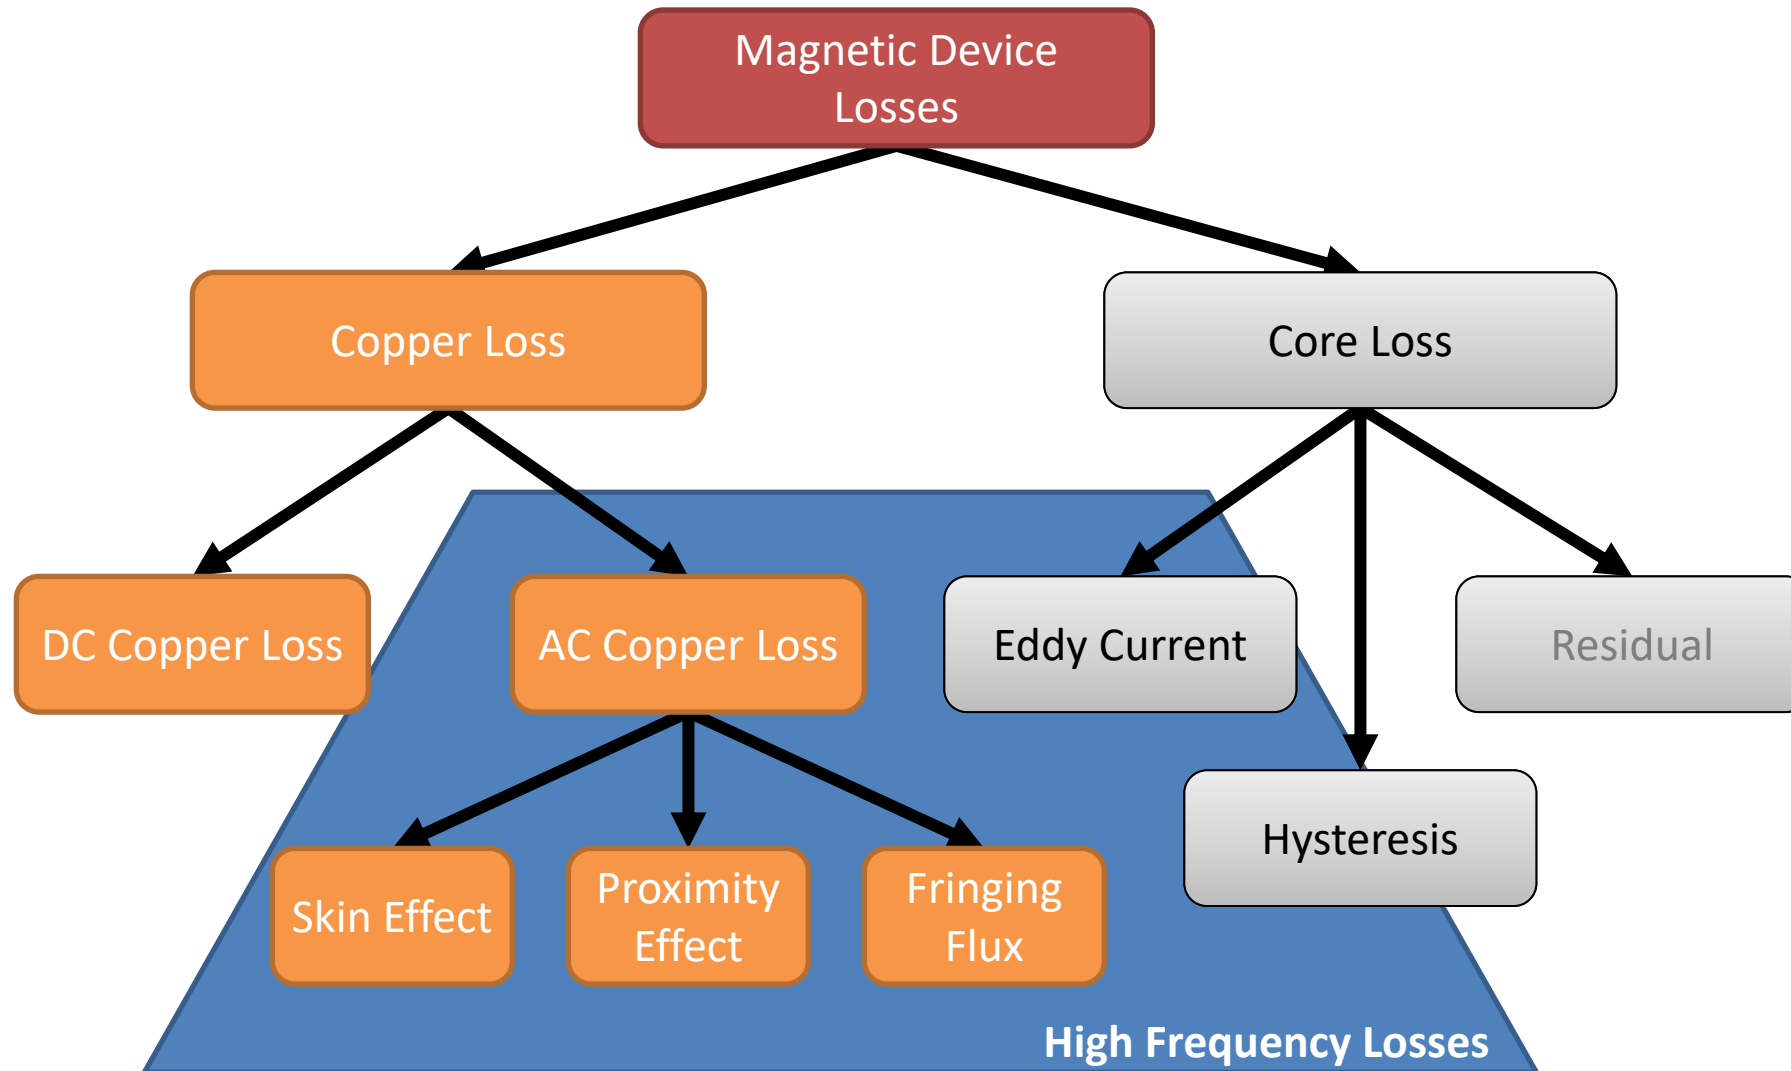 Magnetic Device
Losses
Copper Loss
Core Loss
DC Copper Loss
AC Copper Loss
Eddy Current
Residual
Hysteresis
Skin Effect
Proximity
Effect
Fringing
Flux
High Frequency Losses